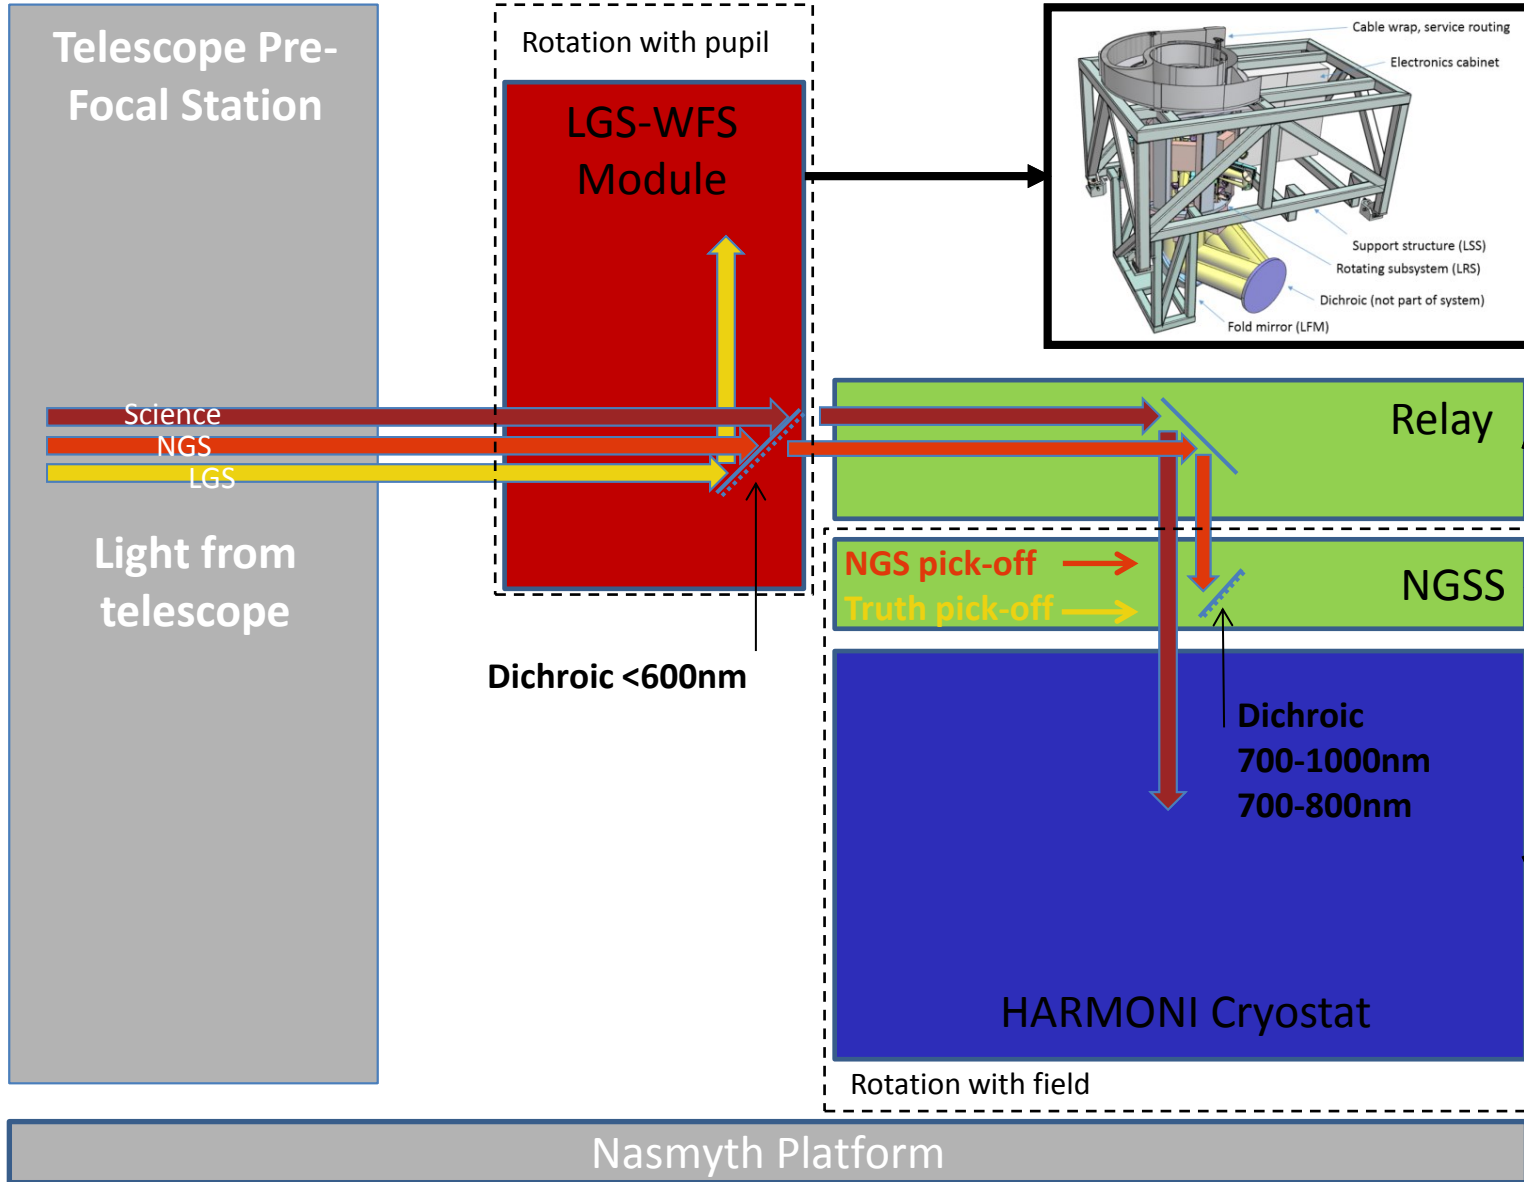 Telescope Pre-
Focal Station
Science
NGS
LGS
Light from
telescope
Rotation with pupil
LGS-WFS
Module
Dichroic <600nm
Cable wrap, service routing
Electronics cabinet
Support structure (LSS)
Rotating subsystem (LRS)
Dichroic (not part of system)
Fold mirror (LFM)
Relay
NGS pick-off
Truth pick-off
NGSS
Dichroic
700-1000nm
700-800nm
HARMONI Cryostat
Rotation with field
Nasmyth Platform